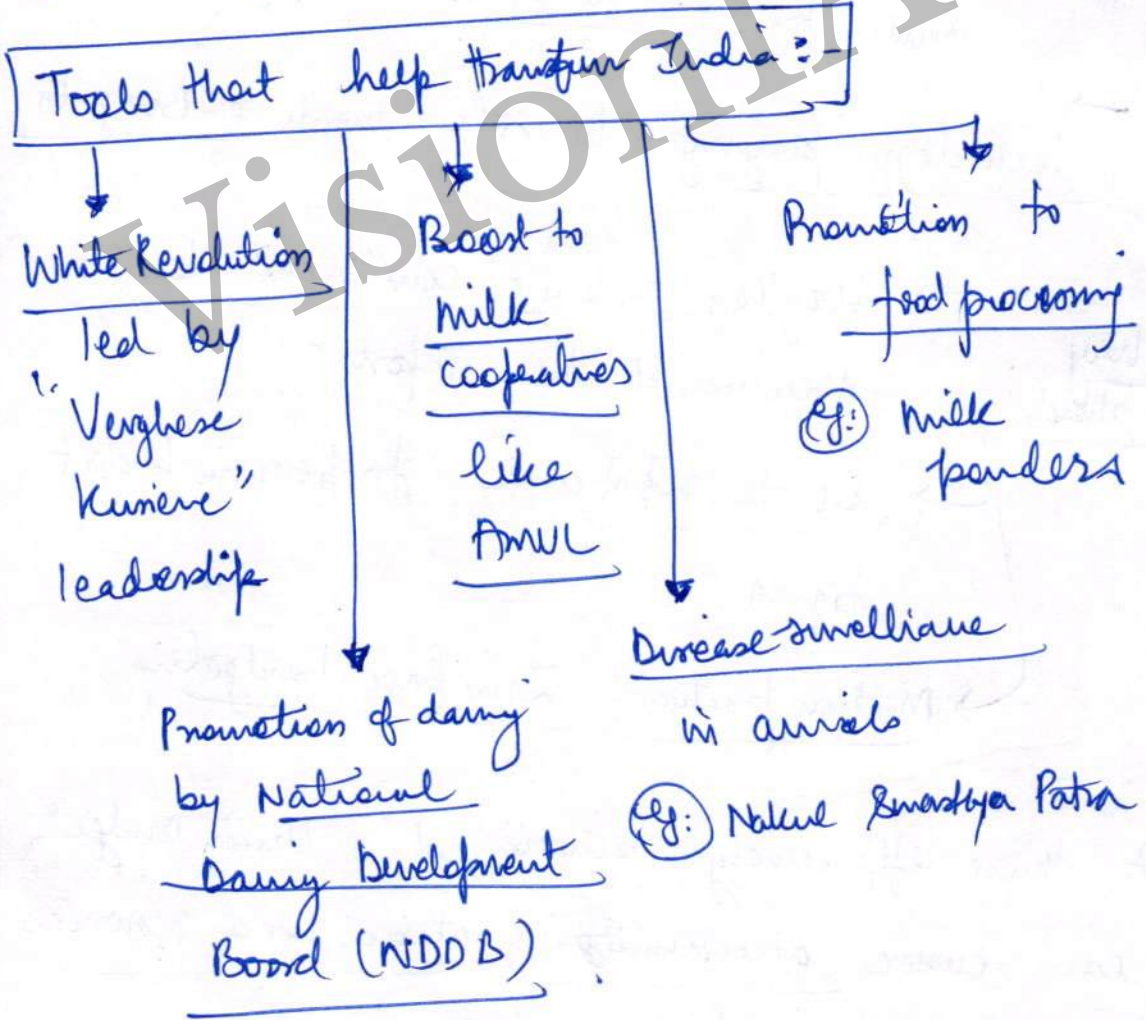 Tools that help transform India :-
White Revolution
led by
"Verghese
Kuriene"
leadership
Promotion of dairy
by National
Dairy Development
Board (NDDB).
Boost to
milk
cooperatives
like
AMUL
Disease surveillance
in animals
eg: Nakul Swasthya Patra
Promotion to
food processing
eg: milk
powders
VisionIA